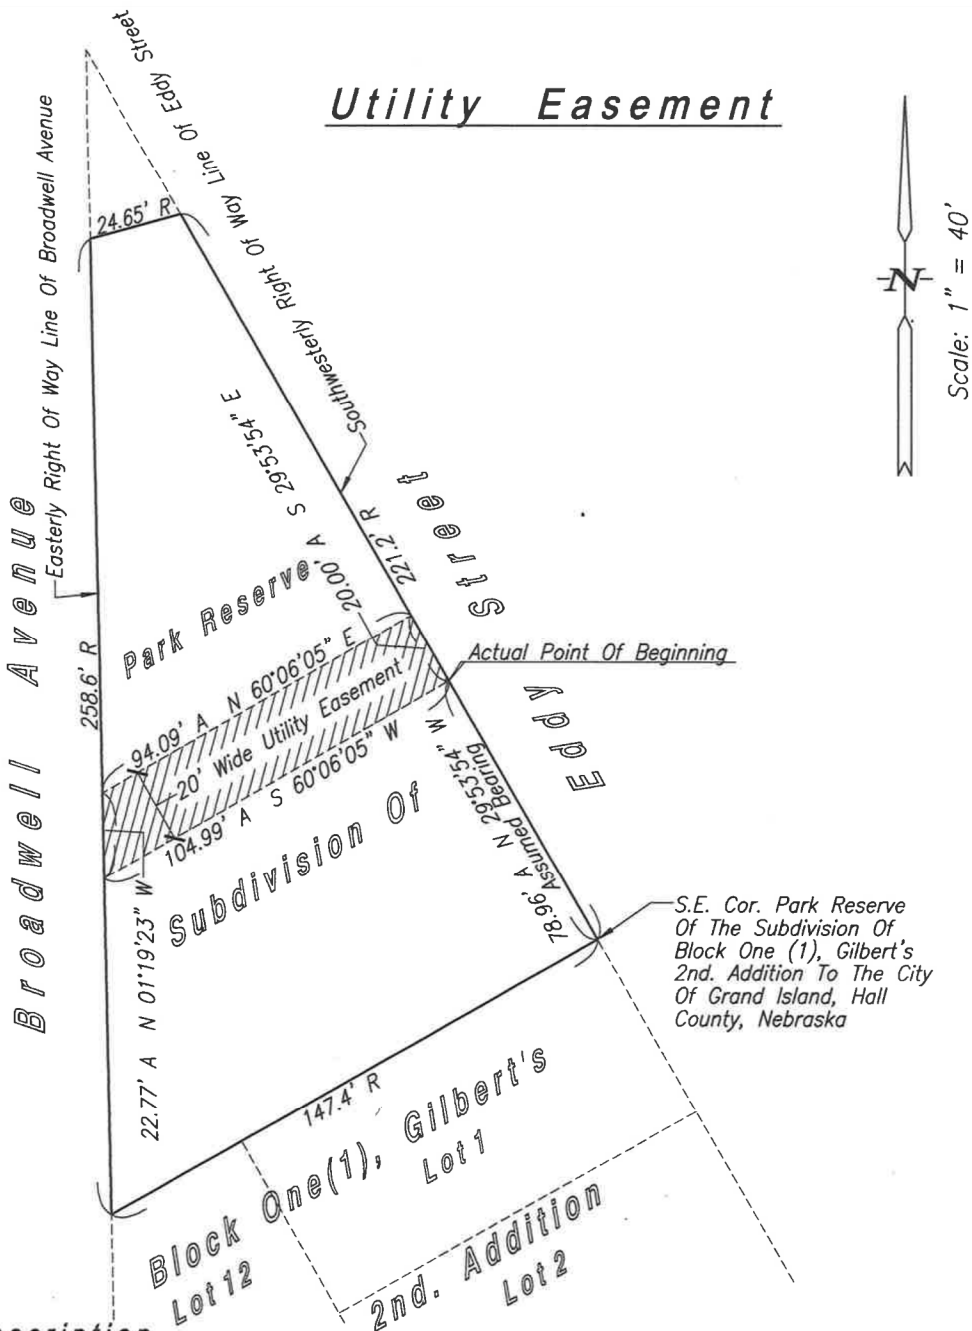 Utility Easement
Southwesterly Right Of Way Line Of Eddy Street
Easterly Right Of Way Line Of Broadwell Avenue
24.65' R
N
Scale: 1" = 40'
S 29°53'54" E
20.00' A
221.2' R
Eddy Street
Broadwell Avenue
258.6' R
Park Reserve
94.09' A N 60°06'05" E
20' Wide Utility Easement
104.99' A S 60°06'05" W
Actual Point Of Beginning
78.96' A N 29°53'54" W
Assumed Bearing
Subdivision Of
22.77' A N 01°19'23" W
S.E. Cor. Park Reserve
Of The Subdivision Of
Block One (1), Gilbert's
2nd. Addition To The City
Of Grand Island, Hall
County, Nebraska
147.4' R
Block One(1), Gilbert's
Lot 1
Lot 12
2nd. Addition
Lot 2